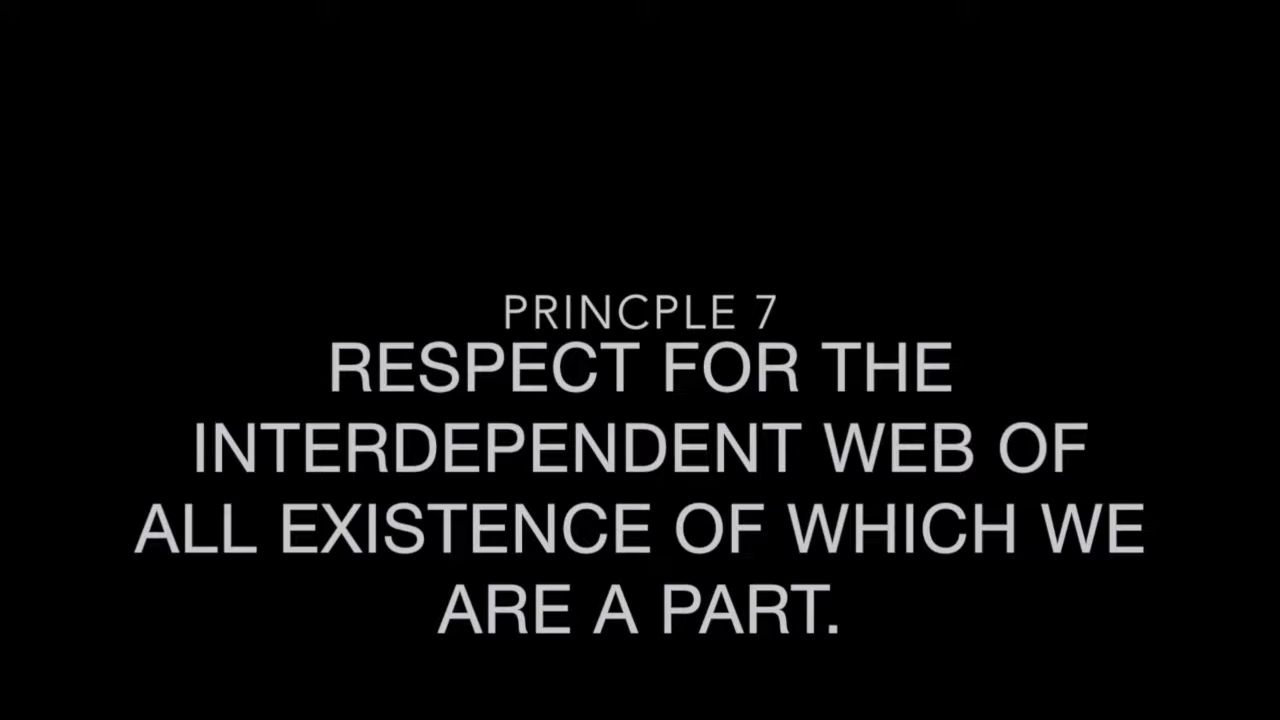 PRINCPLE 7
RESPECT FOR THE
INTERDEPENDENT WEB OF
ALL EXISTENCE OF WHICH WE
ARE A PART.